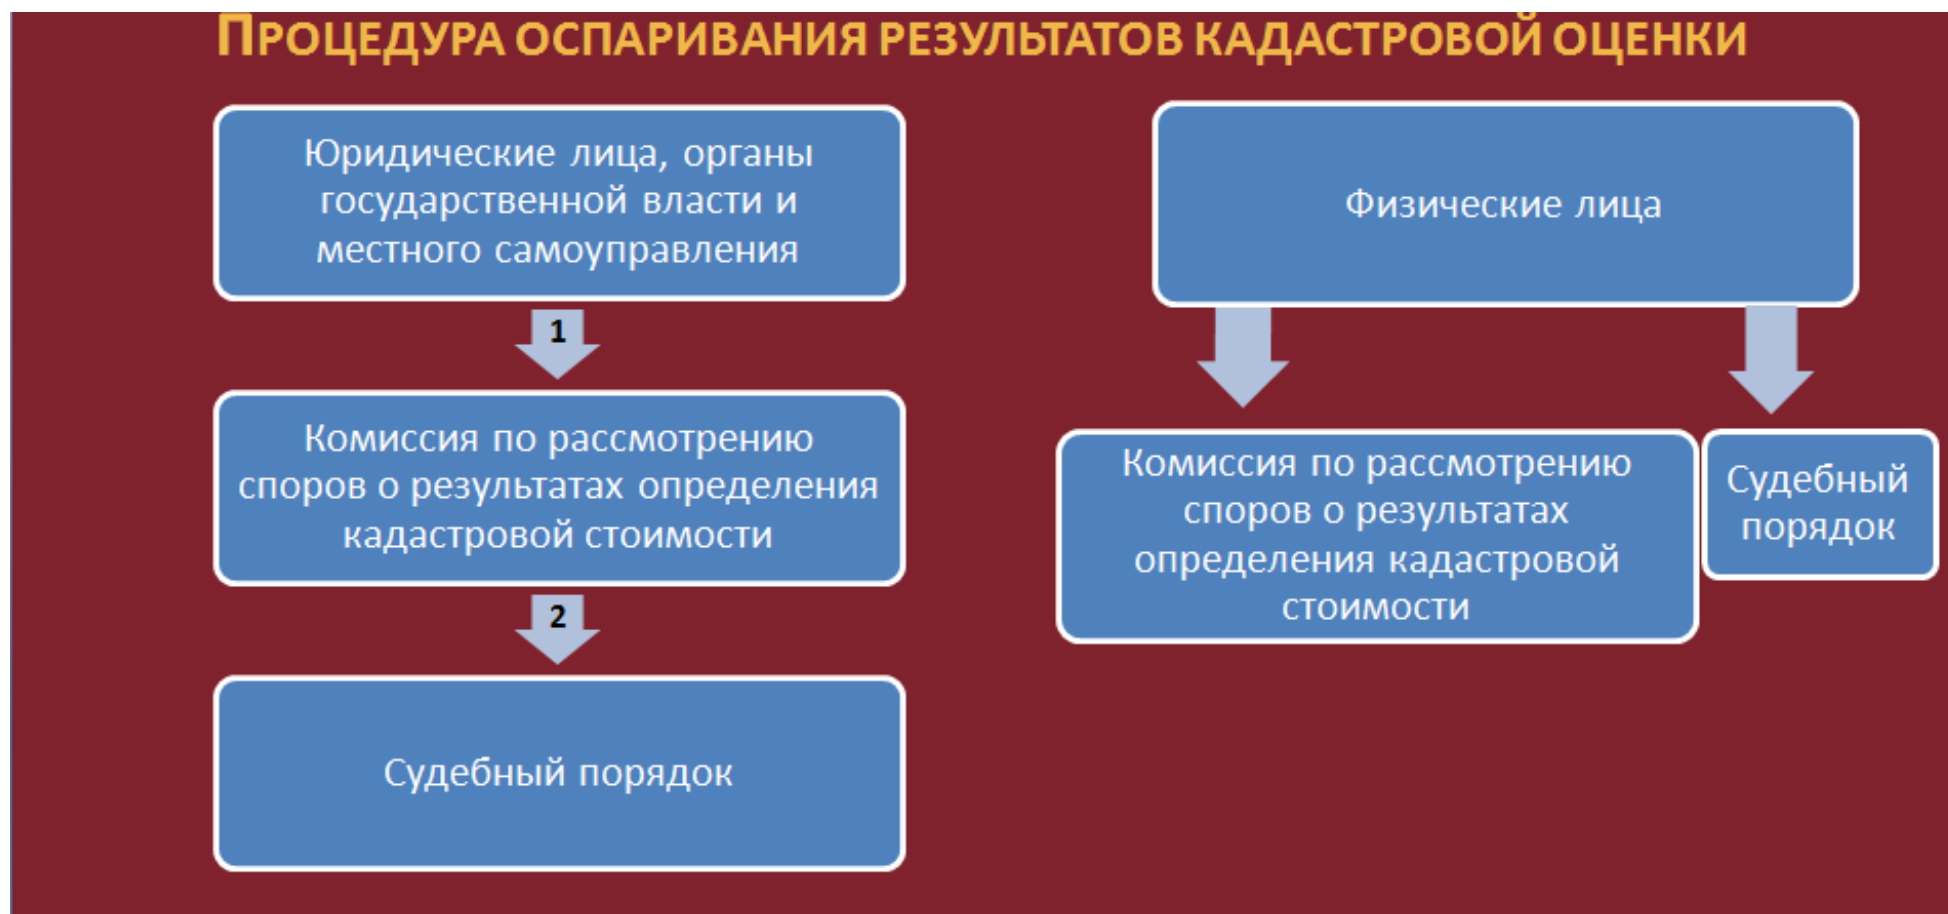 ПРОЦЕДУРА ОСПАРИВАНИЯ РЕЗУЛЬТАТОВ КАДАСТРОВОЙ ОЦЕНКИ
Юридические лица, органы
государственной власти и
местного самоуправления
1
Комиссия по рассмотрению
споров о результатах определения
кадастровой стоимости
2
Судебный порядок
Физические лица
Комиссия по рассмотрению
споров о результатах
определения кадастровой
стоимости
Судебный
порядок